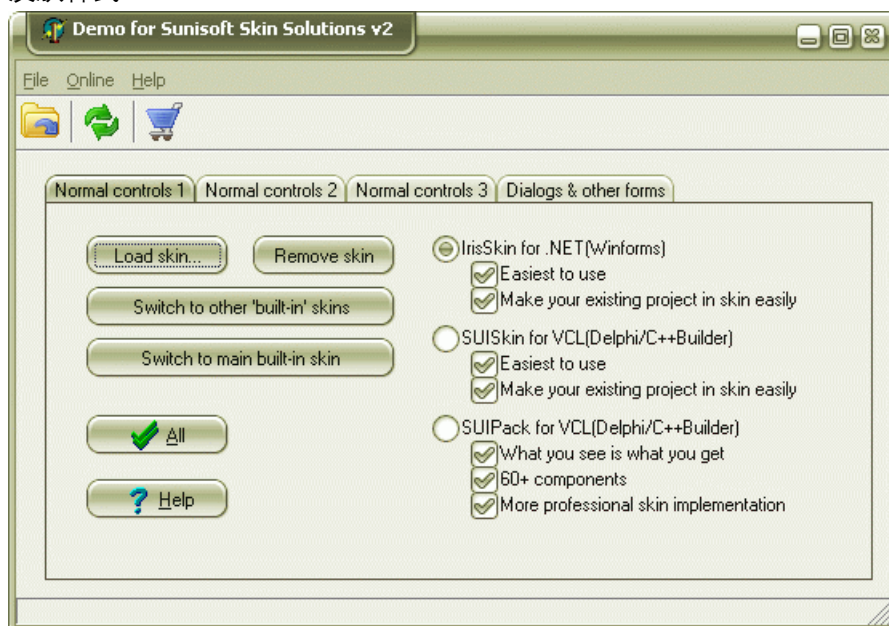 Demo for Sunisoft Skin Solutions v2
File Online Help
Normal controls 1 Normal controls 2 Normal controls 3 Dialogs & other forms
Load skin... Remove skin
Switch to other 'built-in' skins
Switch to main built-in skin
All
Help
IrisSkin for .NET(Winforms)
Easiest to use
Make your existing project in skin easily
SUISkin for VCL(Delphi/C++Builder)
Easiest to use
Make your existing project in skin easily
SUIPack for VCL(Delphi/C++Builder)
What you see is what you get
60+ components
More professional skin implementation